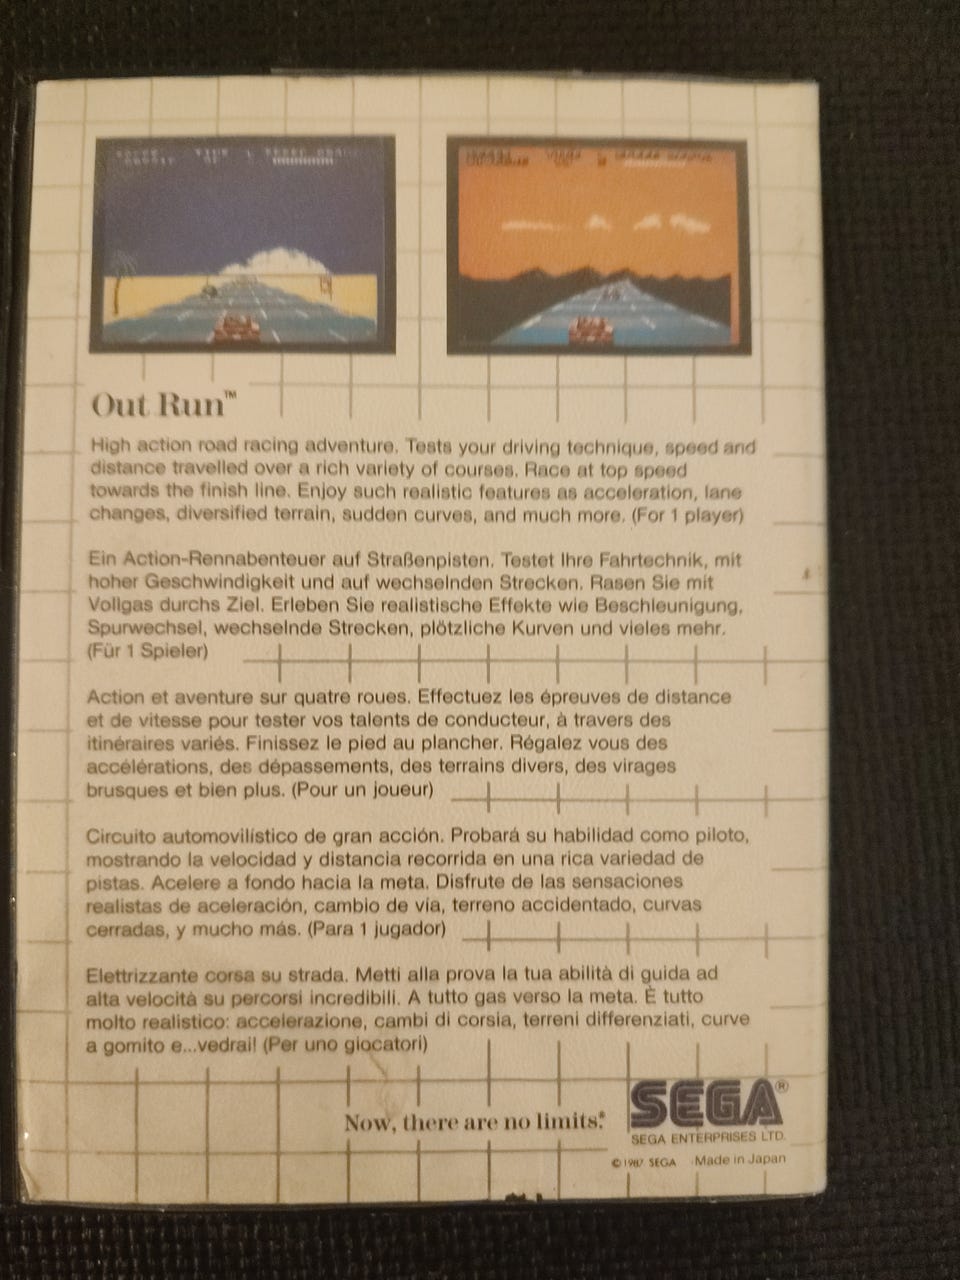 Out Run™
High action road racing adventure. Tests your driving technique, speed and
distance travelled over a rich variety of courses. Race at top speed
towards the finish line. Enjoy such realistic features as acceleration, lane
changes, diversified terrain, sudden curves, and much more. (For 1 player)
Ein Action-Rennabenteuer auf Straßenpisten. Testet Ihre Fahrtechnik, mit
hoher Geschwindigkeit und auf wechselnden Strecken. Rasen Sie mit
Vollgas durchs Ziel. Erleben Sie realistische Effekte wie Beschleunigung,
Spurwechsel, wechselnde Strecken, plötzliche Kurven und vieles mehr.
(Für 1 Spieler)
Action et aventure sur quatre roues. Effectuez les épreuves de distance
et de vitesse pour tester vos talents de conducteur, à travers des
itinéraires variés. Finissez le pied au plancher. Régalez vous des
accélérations, des dépassements, des terrains divers, des virages
brusques et bien plus. (Pour un joueur)
Circuito automovilístico de gran acción. Probará su habilidad como piloto,
mostrando la velocidad y distancia recorrida en una rica variedad de
pistas. Acelere a fondo hacia la meta. Disfrute de las sensaciones
realistas de aceleración, cambio de vía, terreno accidentado, curvas
cerradas, y mucho más. (Para 1 jugador)
Elettrizzante corsa su strada. Metti alla prova la tua abilità di guida ad
alta velocità su percorsi incredibili. A tutto gas verso la meta. È tutto
molto realistico: accelerazione, cambi di corsia, terreni differenziati, curve
a gomito e...vedrai! (Per uno giocatori)
Now, there are no limits.®
SEGA®
SEGA ENTERPRISES LTD.
©1987 SEGA Made in Japan